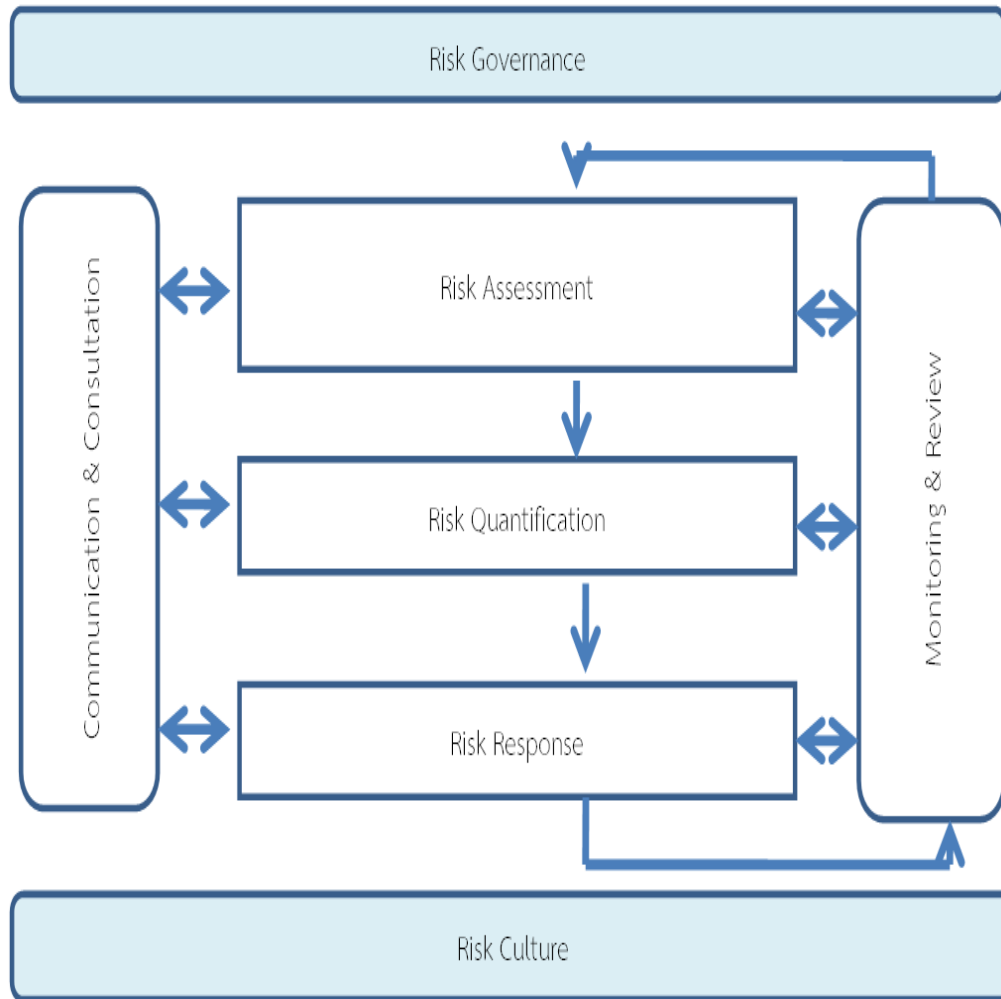 Risk Governance
Communication & Consultation
Risk Assessment
Risk Quantification
Risk Response
Monitoring & Review
Risk Culture